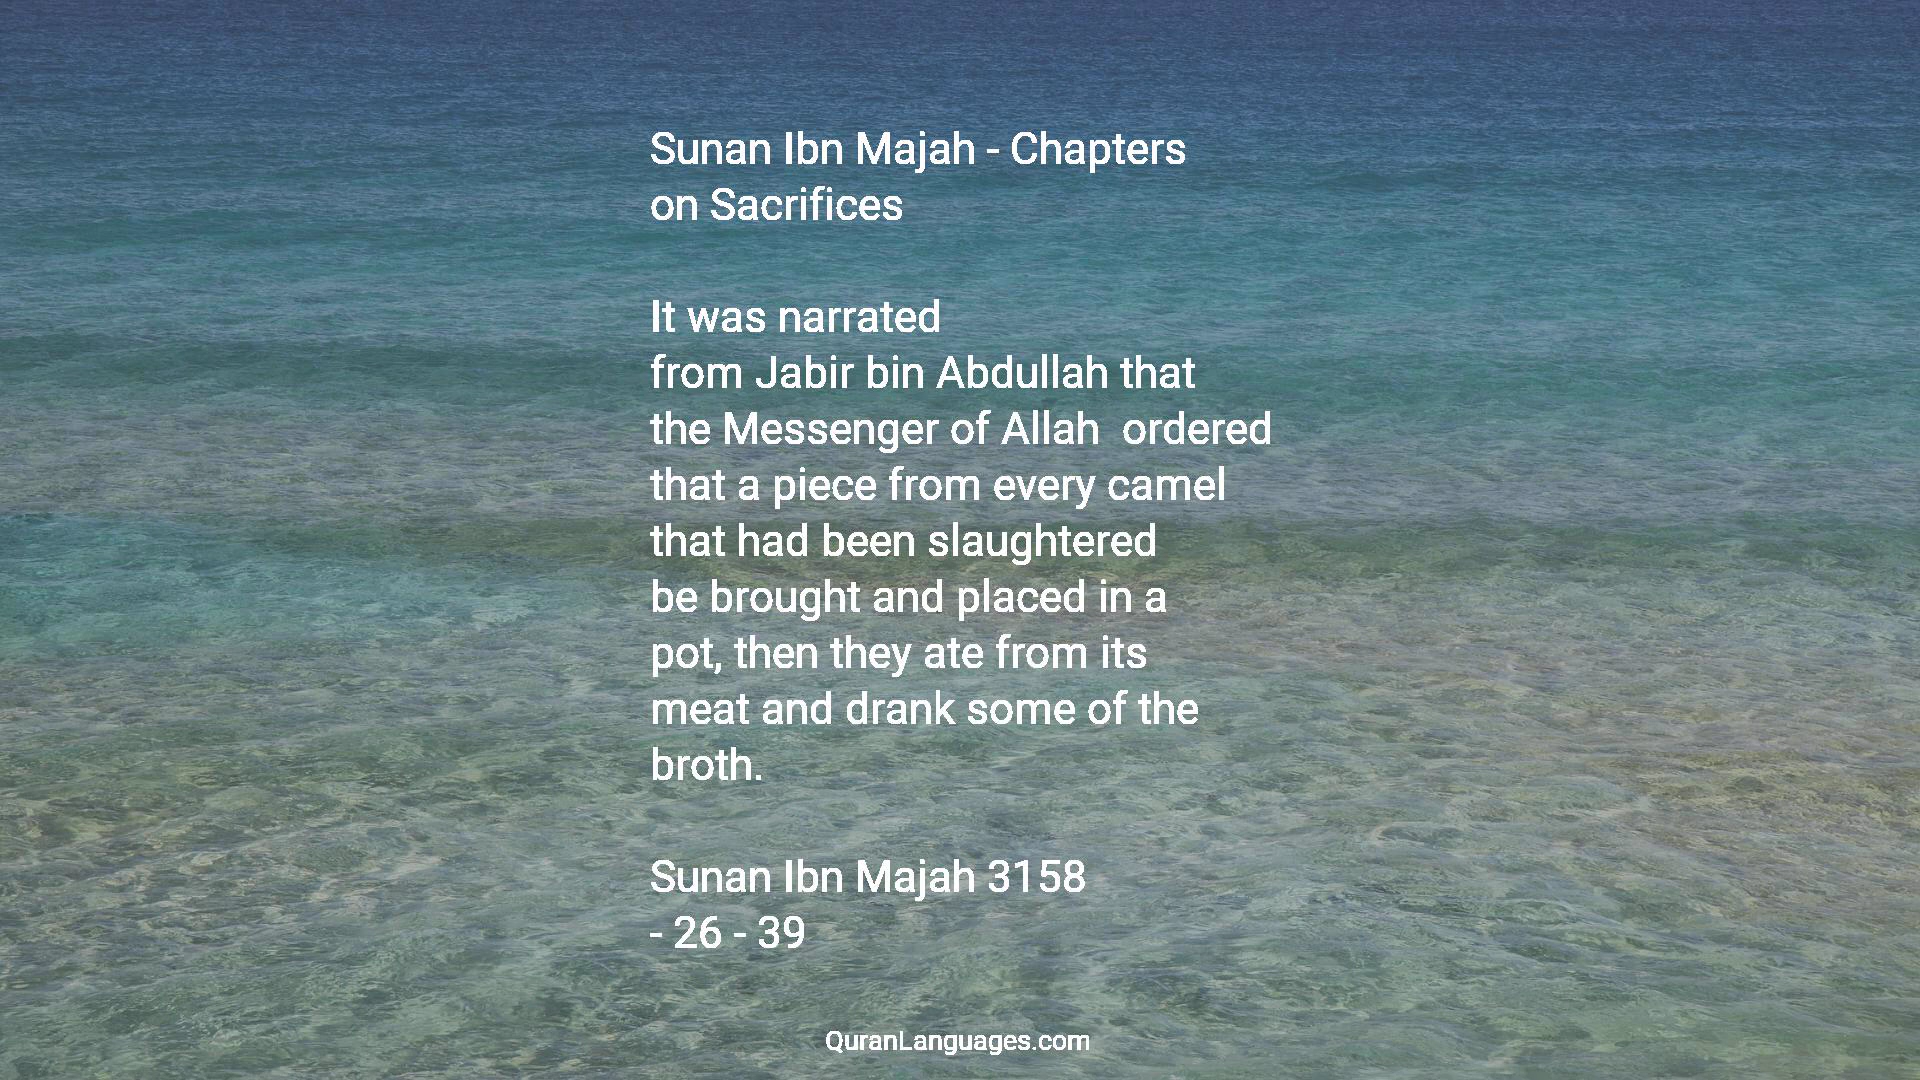 Sunan Ibn Majah - Chapters
on Sacrifices
It was narrated
from Jabir bin Abdullah that
the Messenger of Allah  ordered
that a piece from every camel
that had been slaughtered
be brought and placed in a
pot, then they ate from its
meat and drank some of the
broth.
Sunan Ibn Majah 3158
- 26 - 39
QuranLanguages.com